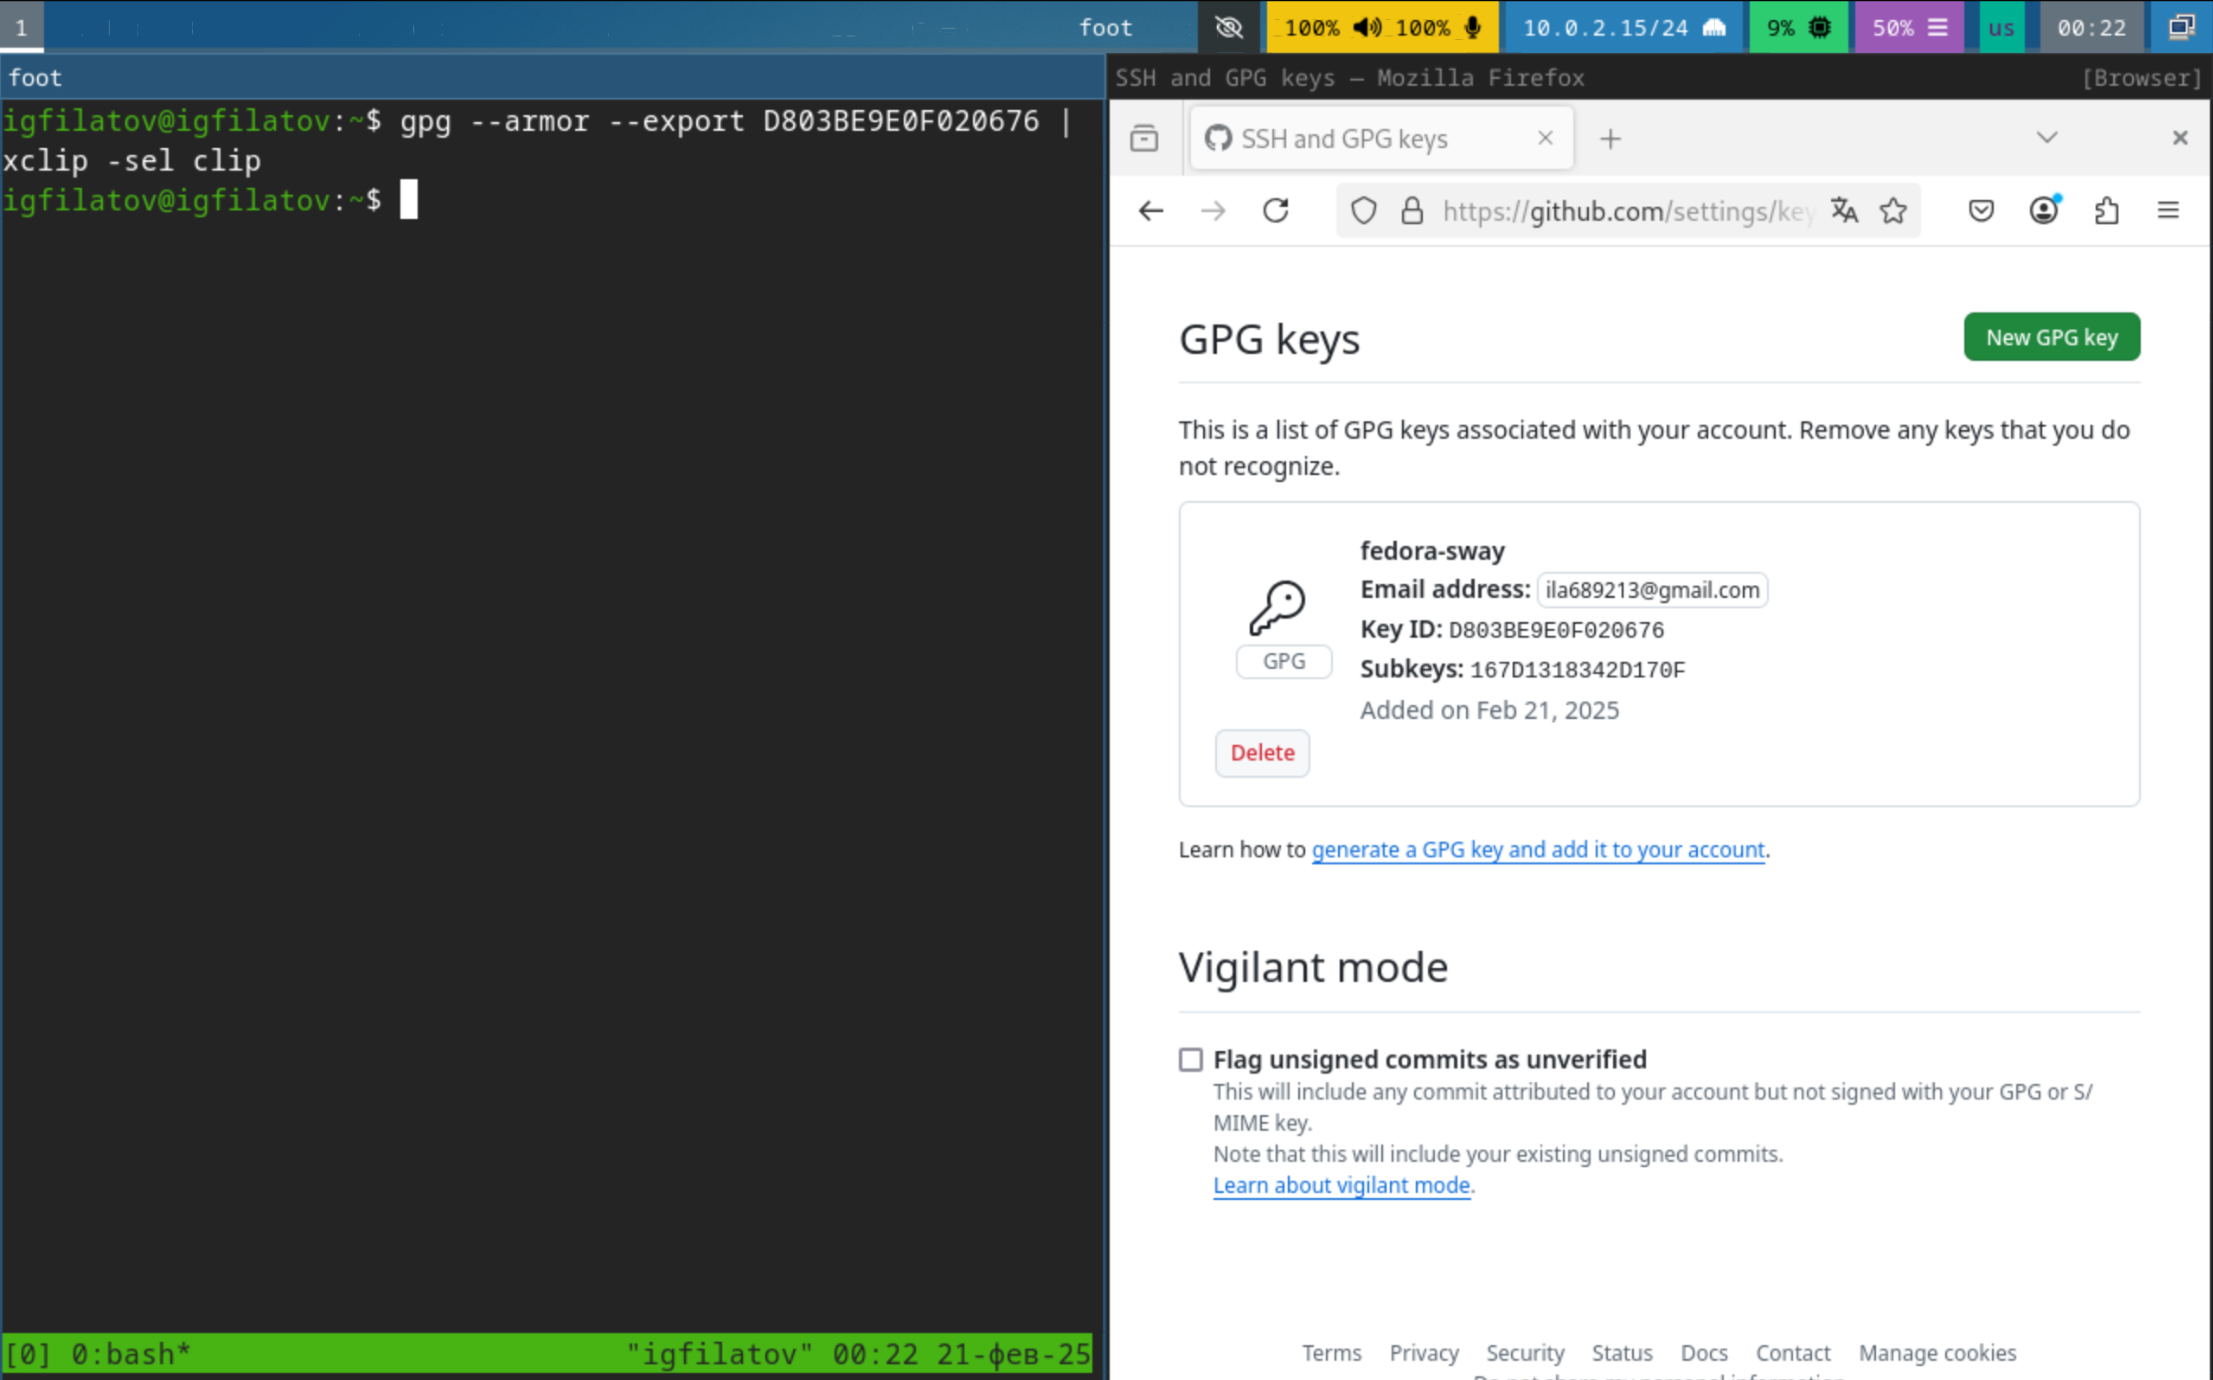 1
foot
100% 100%
10.0.2.15/24
9%
50%
us
00:22
foot
igfilatov@igfilatov:~$ gpg --armor --export D803BE9E0F020676 |
xclip -sel clip
igfilatov@igfilatov:~$
[0] 0:bash* "igfilatov" 00:22 21-фев-25
SSH and GPG keys — Mozilla Firefox [Browser]
SSH and GPG keys
https://github.com/settings/key
GPG keys
New GPG key
This is a list of GPG keys associated with your account. Remove any keys that you do
not recognize.
fedora-sway
Email address: ila689213@gmail.com
Key ID: D803BE9E0F020676
GPG
Subkeys: 167D1318342D170F
Added on Feb 21, 2025
Delete
Learn how to generate a GPG key and add it to your account.
Vigilant mode
Flag unsigned commits as unverified
This will include any commit attributed to your account but not signed with your GPG or S/
MIME key.
Note that this will include your existing unsigned commits.
Learn about vigilant mode.
Terms Privacy Security Status Docs Contact Manage cookies
Do not share my personal information